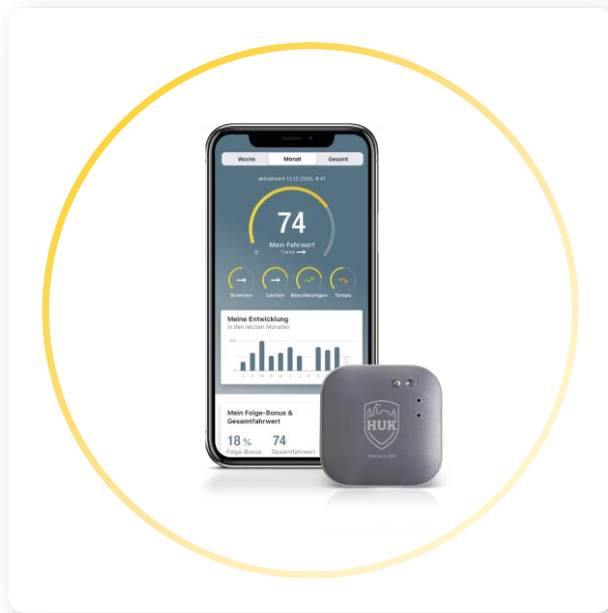 Woche Monat Gesamt
aktualisiert 13.12.2020, 9:41
74
Mein Fahrwert
0 Trend
Bremsen Lenken Beschleunigen Tempo
Meine Entwicklung
in den letzten Monaten
Mein Folge-Bonus &
Gesamtfahrwert
18 % 74
Folge-Bonus Gesamtfahrwert
HUK